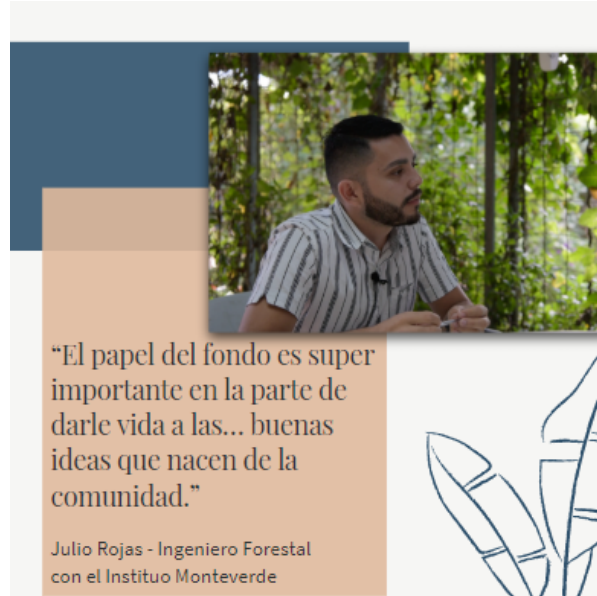 “El papel del fondo es super
importante en la parte de
darle vida a las... buenas
ideas que nacen de la
comunidad.”
Julio Rojas - Ingeniero Forestal
con el Instituo Monteverde